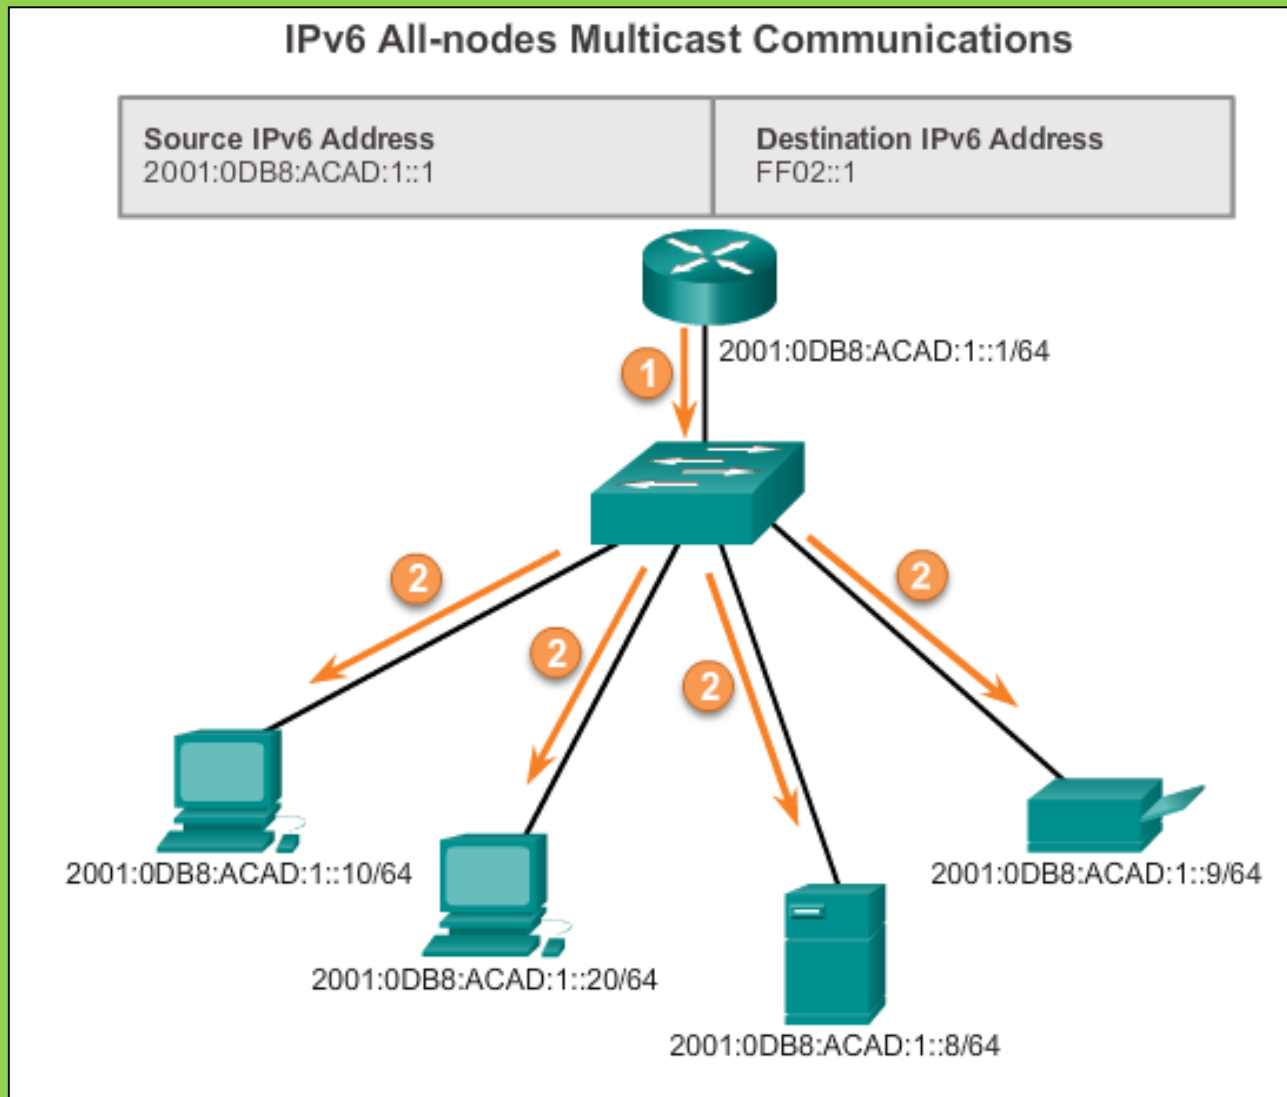 IPv6 All-nodes Multicast Communications
Source IPv6 Address
2001:0DB8:ACAD:1::1
Destination IPv6 Address
FF02::1
2001:0DB8:ACAD:1::1/64
1
2
2
2
2
2001:0DB8:ACAD:1::10/64
2001:0DB8:ACAD:1::20/64
2001:0DB8:ACAD:1::8/64
2001:0DB8:ACAD:1::9/64